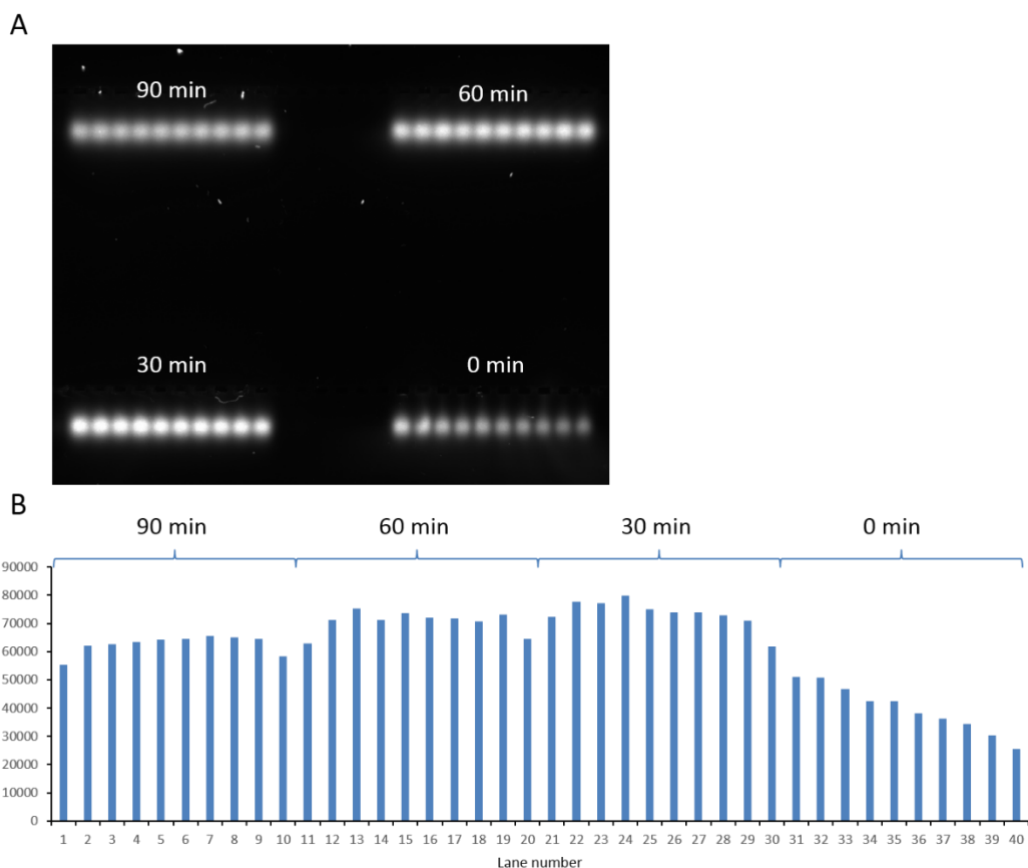 A
90 min
60 min
30 min
0 min
B
90 min
60 min
30 min
0 min
90000
80000
70000
60000
50000
40000
30000
20000
10000
0
1 2 3 4 5 6 7 8 9 10 11 12 13 14 15 16 17 18 19 20 21 22 23 24 25 26 27 28 29 30 31 32 33 34 35 36 37 38 39 40
Lane number